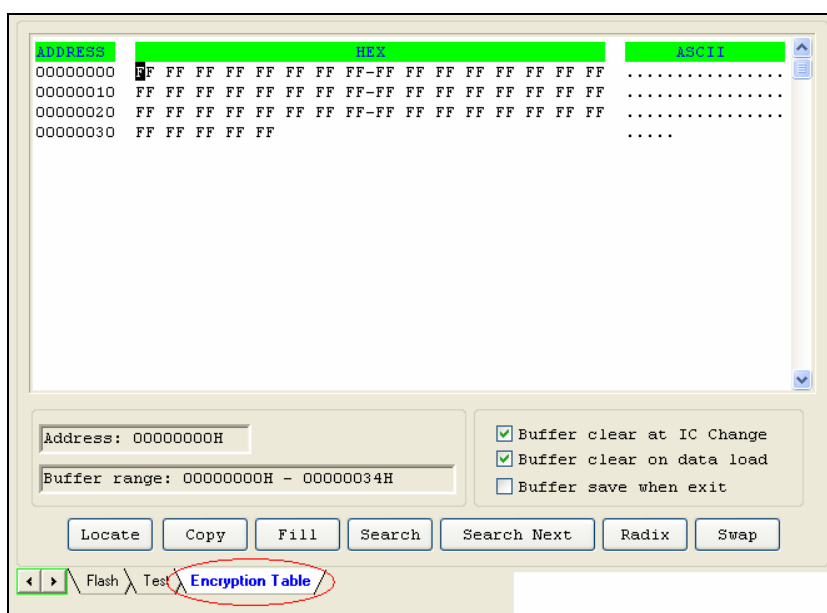 ADDRESS HEX ASCII
00000000 FF FF FF FF FF FF FF FF-FF FF FF FF FF FF FF FF ................
00000010 FF FF FF FF FF FF FF FF-FF FF FF FF FF FF FF FF ................
00000020 FF FF FF FF FF FF FF FF-FF FF FF FF FF FF FF FF ................
00000030 FF FF FF FF FF .....
Address: 00000000H
Buffer range: 00000000H - 00000034H
Buffer clear at IC Change
Buffer clear on data load
Buffer save when exit
Locate Copy Fill Search Search Next Radix Swap
Flash Test Encryption Table